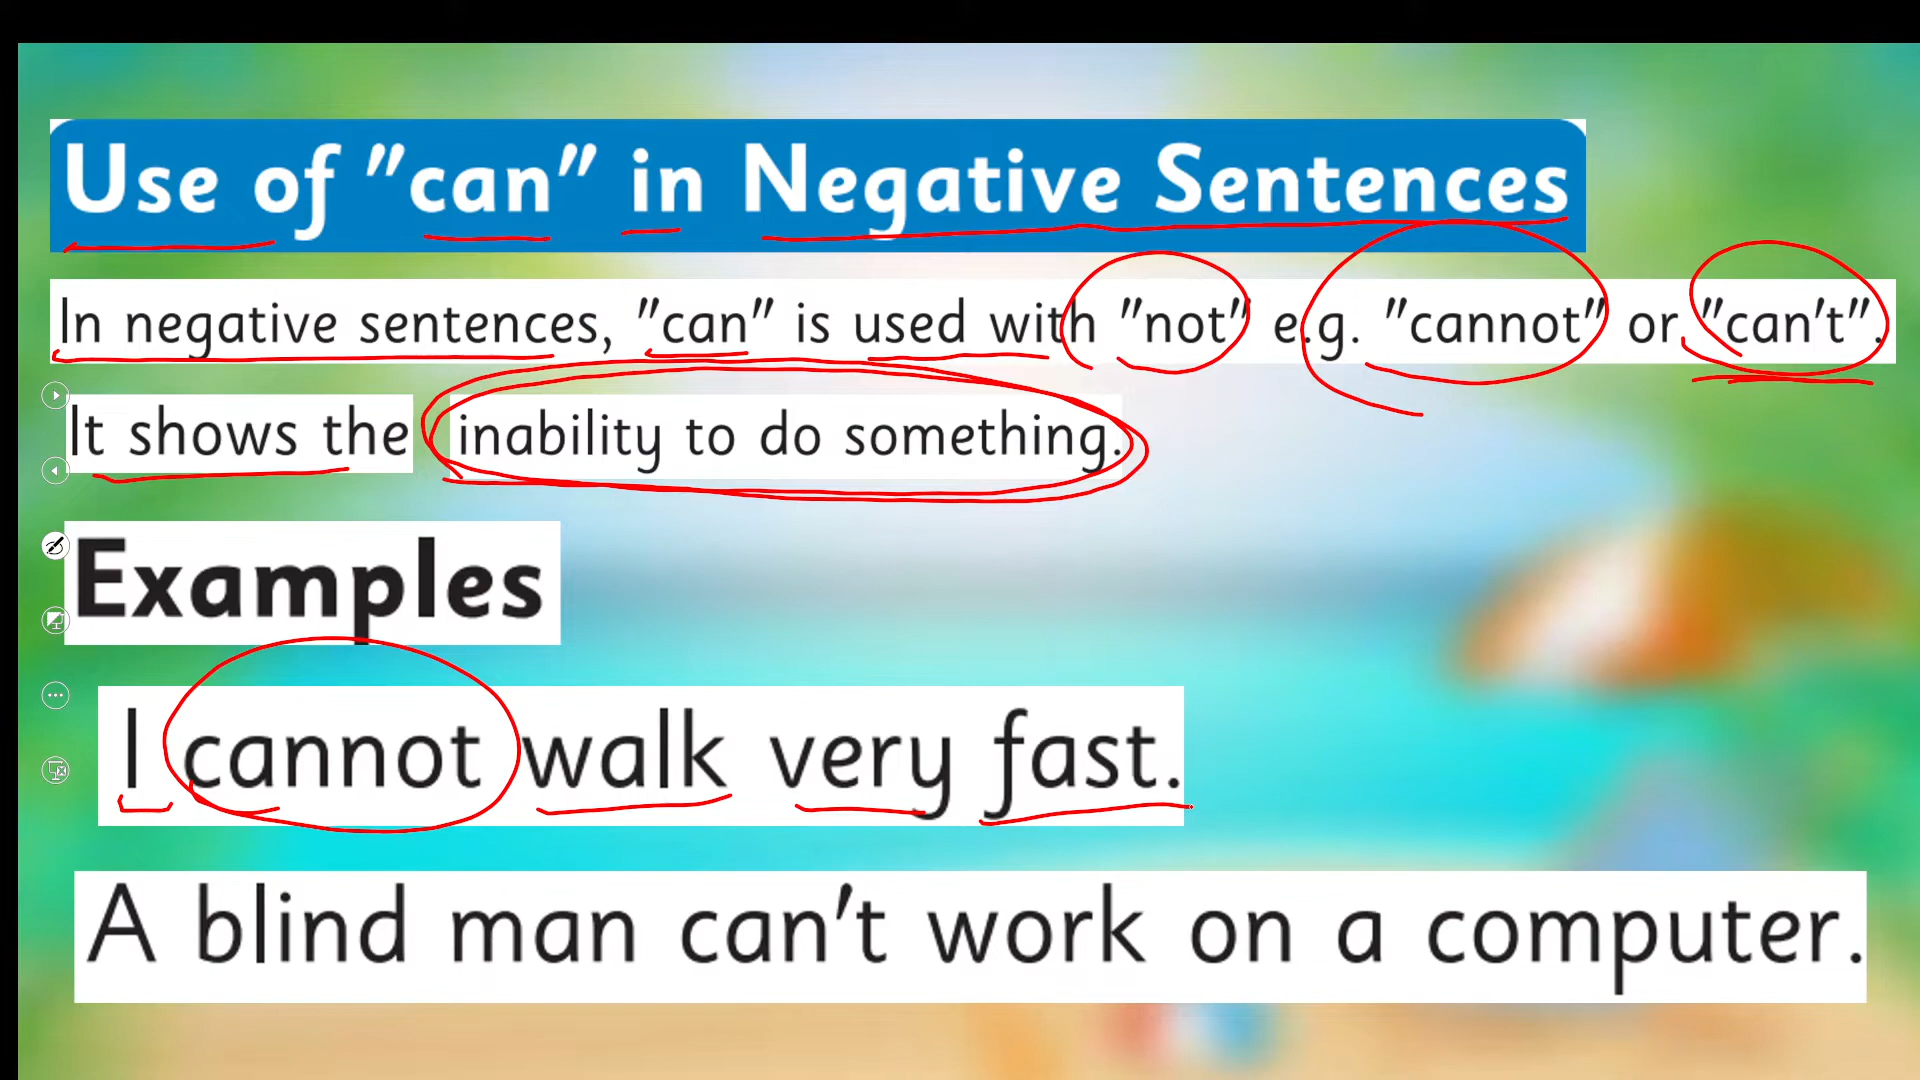 Use of "can" in Negative Sentences
In negative sentences, "can" is used with "not" e.g. "cannot" or "can't".
It shows the inability to do something.
Examples
I cannot walk very fast.
A blind man can't work on a computer.